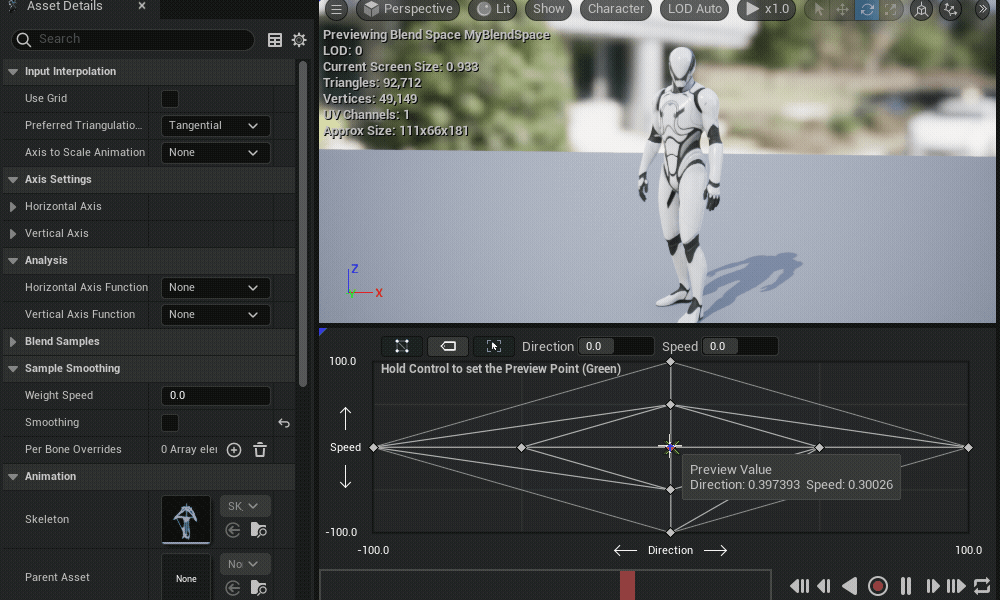 Asset Details
Search
Input Interpolation
Use Grid
Preferred Triangulatio...
Tangential
Axis to Scale Animation
None
Axis Settings
Horizontal Axis
Vertical Axis
Analysis
Horizontal Axis Function
None
Vertical Axis Function
None
Blend Samples
Sample Smoothing
Weight Speed
0.0
Smoothing
Per Bone Overrides
0 Array eler
Animation
Skeleton
SK
Parent Asset
None
No
Perspective
Lit
Show
Character
LOD Auto
x1.0
Previewing Blend Space MyBlendSpace
LOD: 0
Current Screen Size: 0.933
Triangles: 92,712
Vertices: 49,149
UV Channels: 1
Approx Size: 111x66x181
Z
X
Direction 0.0 Speed 0.0
100.0
Hold Control to set the Preview Point (Green)
Speed
Preview Value
Direction: 0.397393 Speed: 0.30026
-100.0
-100.0
Direction
100.0